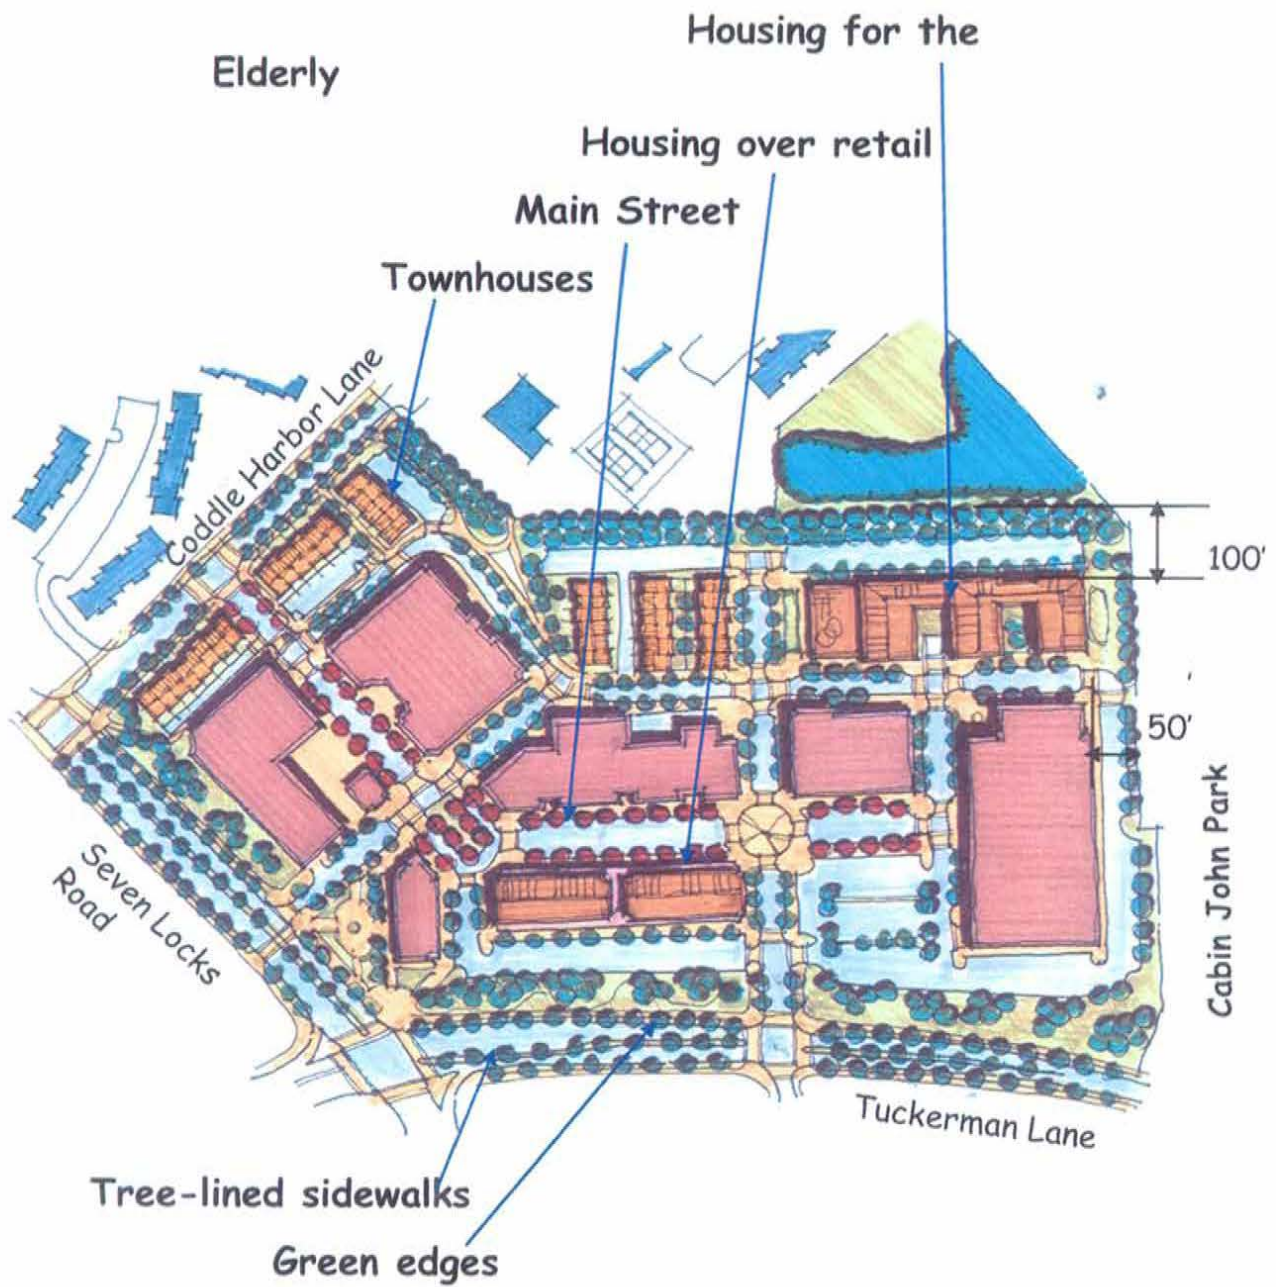 Housing for the
Elderly
Housing over retail
Main Street
Townhouses
Coddle Harbor Lane
100'
50'
Cabin John Park
Seven Locks
Road
Tuckerman Lane
Tree-lined sidewalks
Green edges